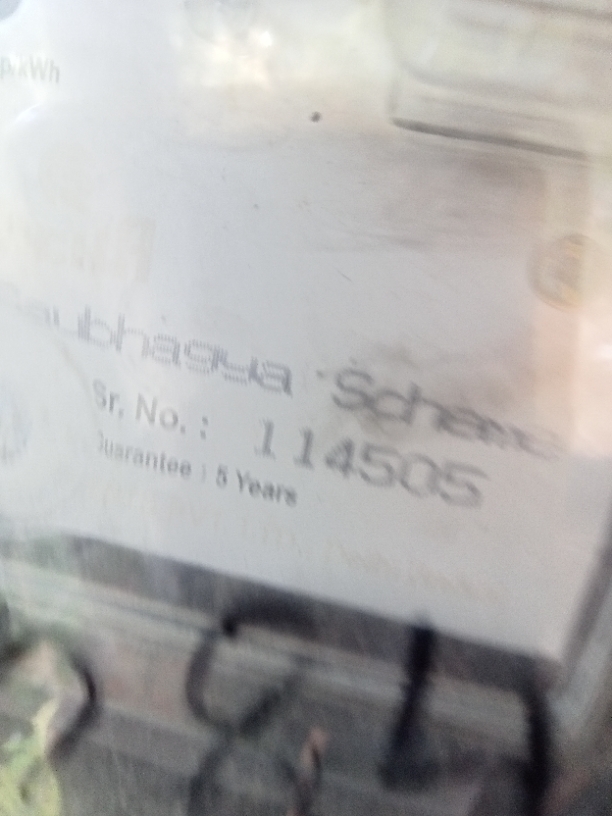 Saubhagya Scheme
Sr. No. : 114505
Guarantee : 5 Years